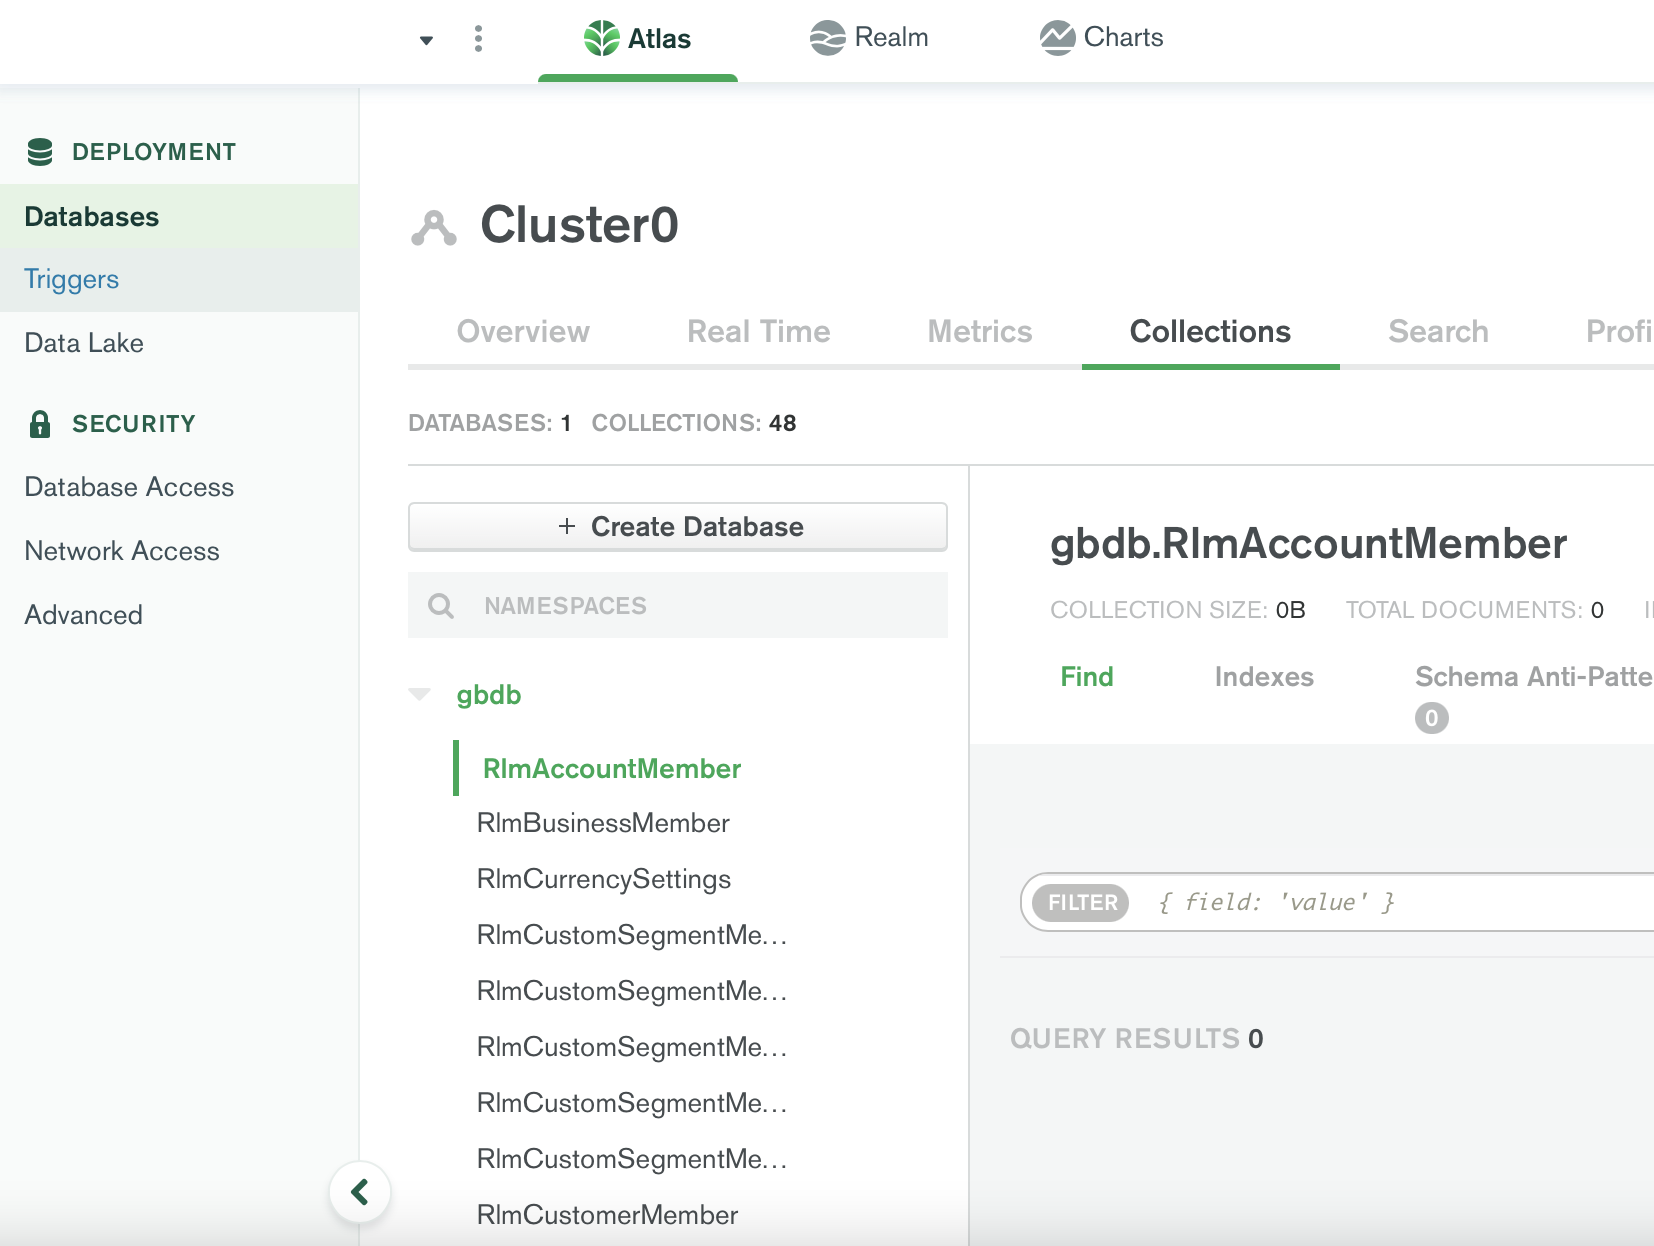 Atlas
Realm
Charts
DEPLOYMENT
Databases
Triggers
Data Lake
SECURITY
Database Access
Network Access
Advanced
Cluster0
Overview Real Time Metrics Collections Search Profi
DATABASES: 1 COLLECTIONS: 48
+ Create Database
NAMESPACES
gbdb
RlmAccountMember
RlmBusinessMember
RlmCurrencySettings
RlmCustomSegmentMe...
RlmCustomSegmentMe...
RlmCustomSegmentMe...
RlmCustomSegmentMe...
RlmCustomSegmentMe...
RlmCustomerMember
gbdb.RlmAccountMember
COLLECTION SIZE: 0B TOTAL DOCUMENTS: 0
Find Indexes Schema Anti-Patte
0
FILTER { field: 'value' }
QUERY RESULTS 0